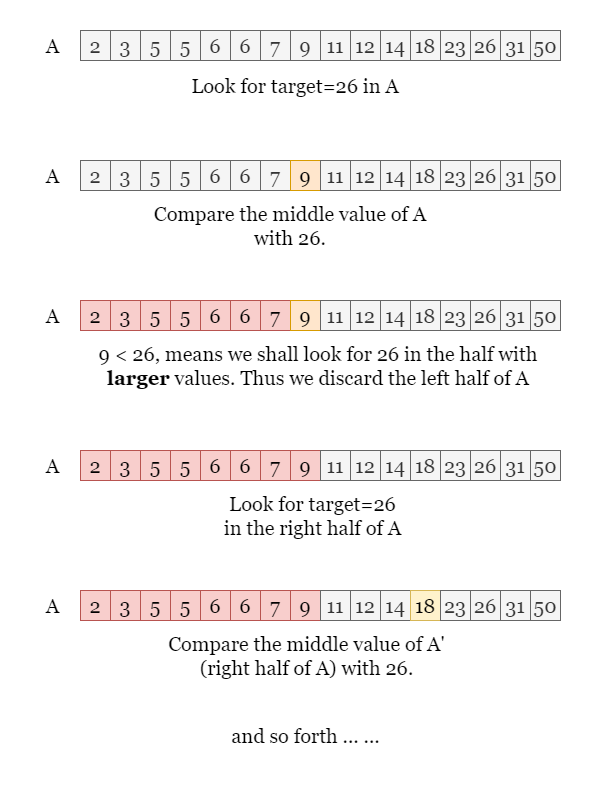 A 2 3 5 5 6 6 7 9 11 12 14 18 23 26 31 50
Look for target=26 in A
A 2 3 5 5 6 6 7 9 11 12 14 18 23 26 31 50
Compare the middle value of A
with 26.
A 2 3 5 5 6 6 7 9 11 12 14 18 23 26 31 50
9 < 26, means we shall look for 26 in the half with
larger values. Thus we discard the left half of A
A 2 3 5 5 6 6 7 9 11 12 14 18 23 26 31 50
Look for target=26
in the right half of A
A 2 3 5 5 6 6 7 9 11 12 14 18 23 26 31 50
Compare the middle value of A'
(right half of A) with 26.
and so forth ... ...